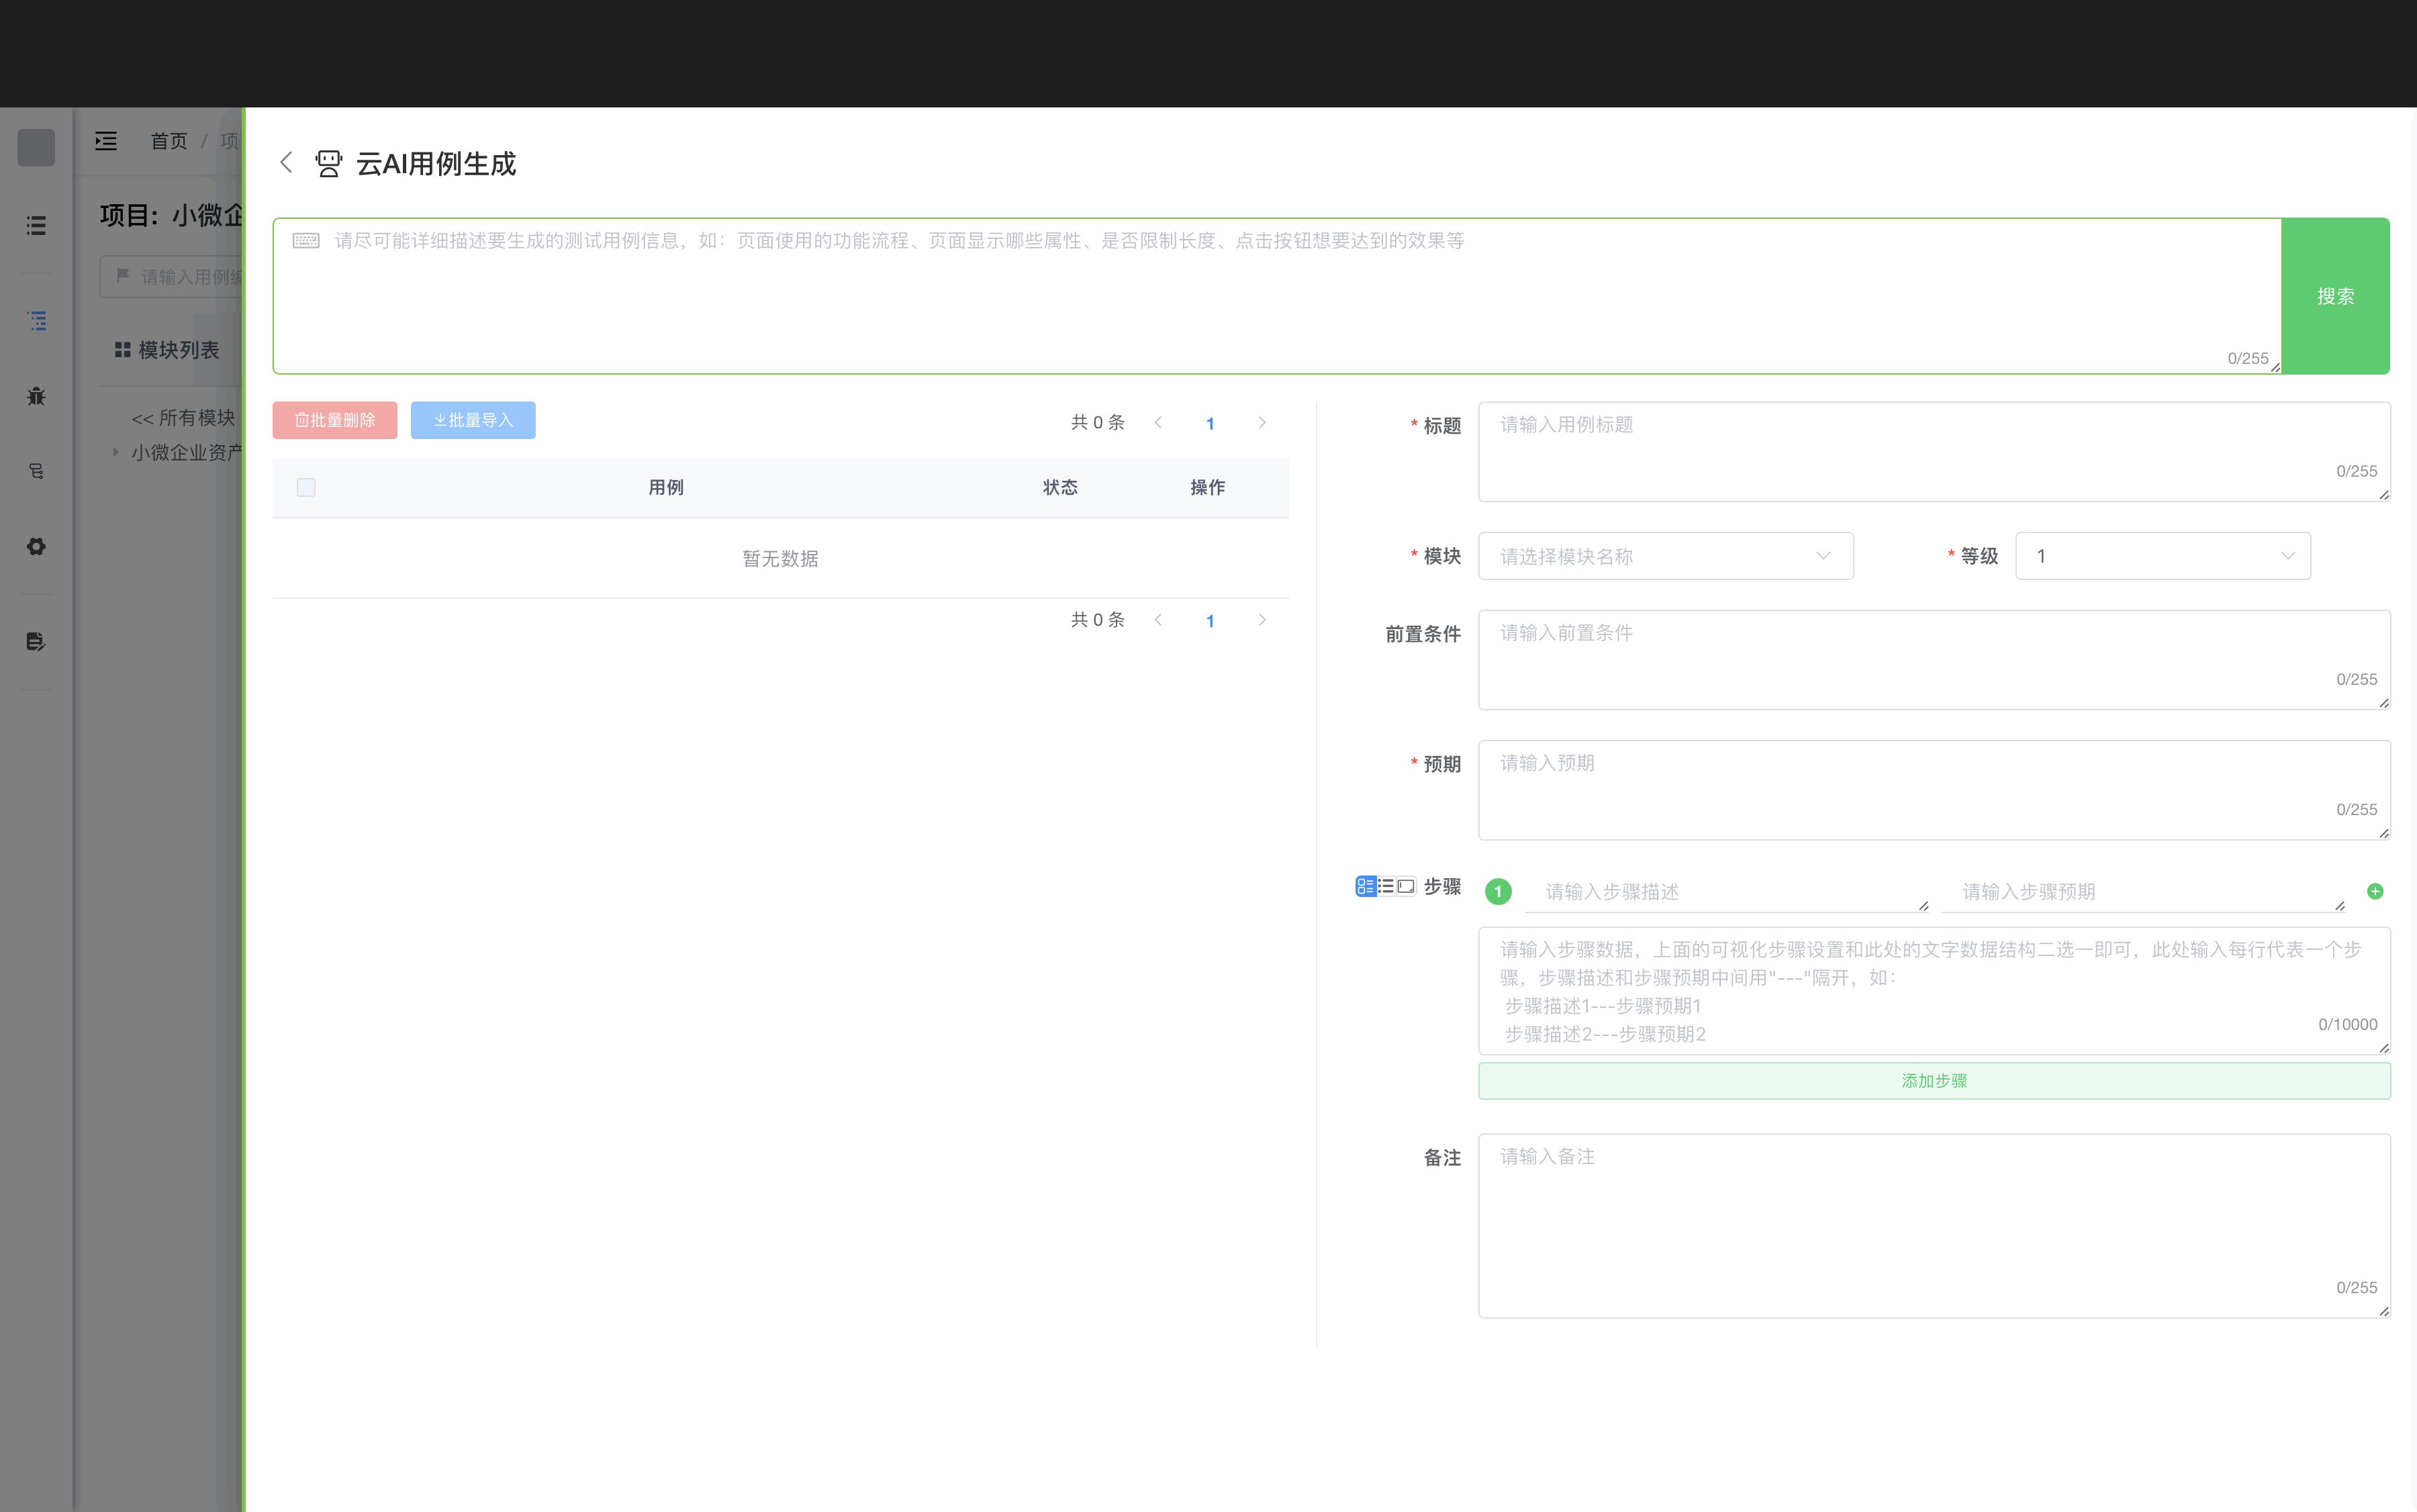 首页 / 项
项目: 小微企
请输入用例编
模块列表
<< 所有模块
小微企业资产
云AI用例生成
请尽可能详细描述要生成的测试用例信息，如：页面使用的功能流程、页面显示哪些属性、是否限制长度、点击按钮想要达到的效果等
0/255
搜索
批量删除 批量导入 共 0 条 < 1 >
用例 状态 操作
暂无数据
共 0 条 < 1 >
* 标题 请输入用例标题
0/255
* 模块 请选择模块名称 * 等级 1
前置条件 请输入前置条件
0/255
* 预期 请输入预期
0/255
步骤 1 请输入步骤描述 请输入步骤预期
请输入步骤数据，上面的可视化步骤设置和此处的文字数据结构二选一即可，此处输入每行代表一个步
骤，步骤描述和步骤预期中间用"---"隔开，如：
步骤描述1---步骤预期1
步骤描述2---步骤预期2
0/10000
添加步骤
备注 请输入备注
0/255